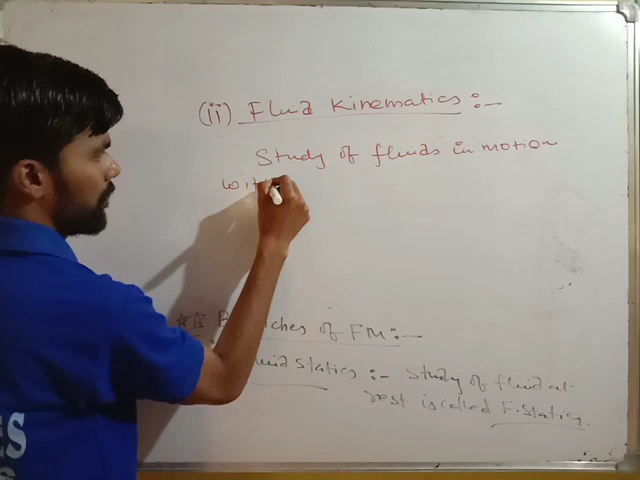 (ii) Fluid Kinematics :-
Study of fluids in motion
wit
Branches of FM :-
Fluid Statics :- Study of fluid at
rest is called F. Statics.